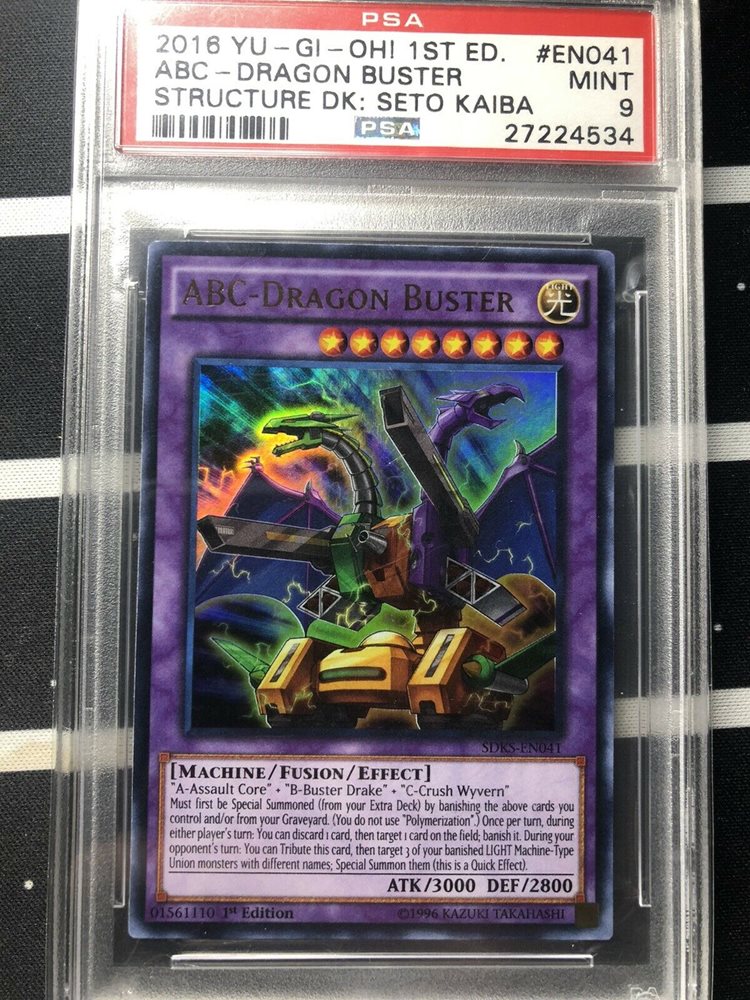 PSA
2016 YU-GI-OH! 1ST ED. #EN041
ABC-DRAGON BUSTER MINT
STRUCTURE DK: SETO KAIBA 9
PSA 27224534
ABC-DRAGON BUSTER
LIGHT
光
SDKS-EN041
[MACHINE/FUSION/EFFECT]
"A-Assault Core" + "B-Buster Drake" + "C-Crush Wyvern"
Must first be Special Summoned (from your Extra Deck) by banishing the above cards you
control and/or from your Graveyard. (You do not use "Polymerization".) Once per turn, during
either player's turn: You can discard 1 card, then target 1 card on the field; banish it. During your
opponent's turn: You can Tribute this card, then target 3 of your banished LIGHT Machine-Type
Union monsters with different names; Special Summon them (this is a Quick Effect).
ATK/3000 DEF/2800
01561110 1st Edition ©1996 KAZUKI TAKAHASHI